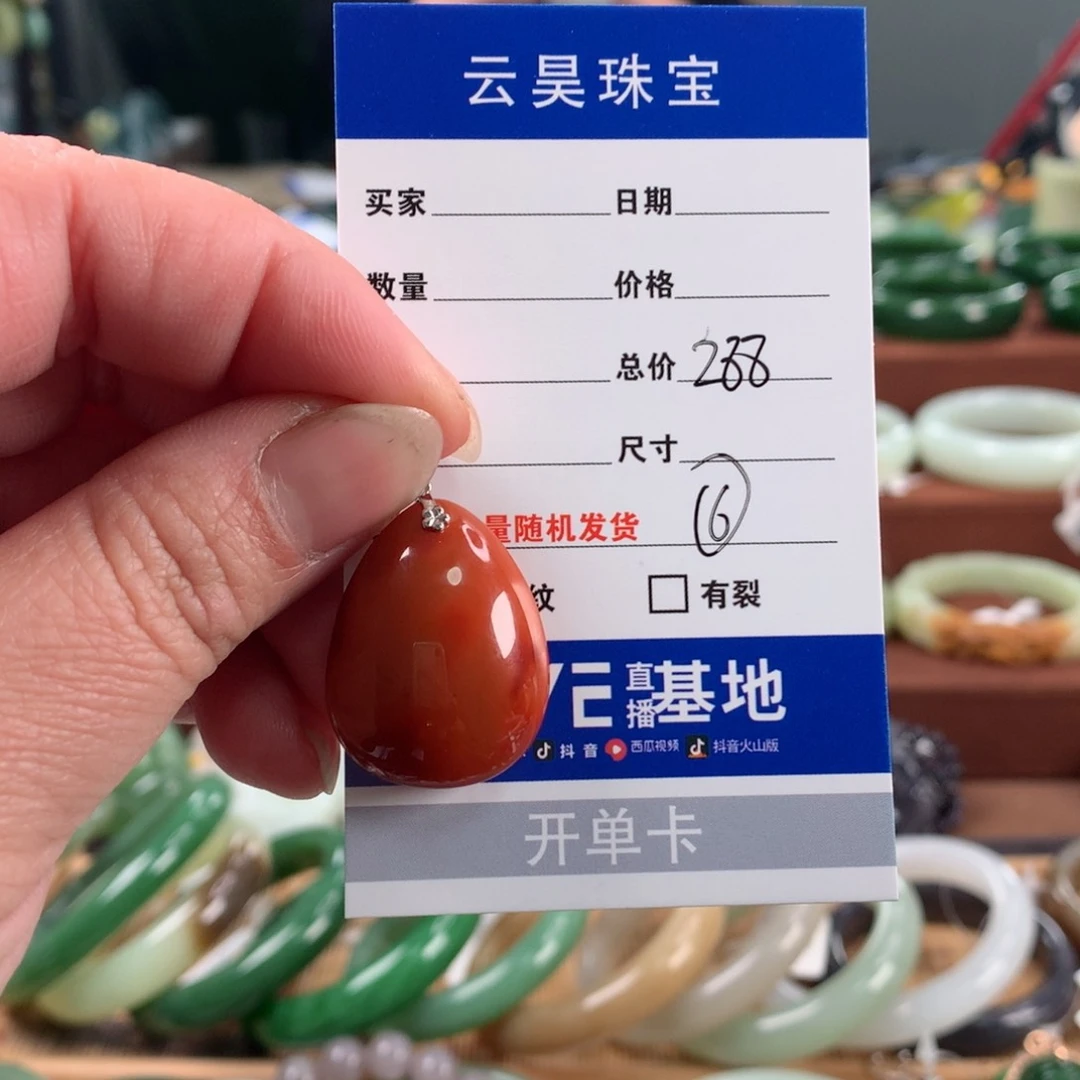 云昊珠宝
买家 日期
数量 价格
总价 288
尺寸
量随机发货 ⑥
纹 有裂
VE 直播基地
抖音 西瓜视频 抖音火山版
开单卡